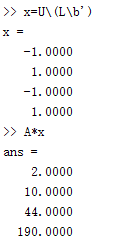 >> x=U\(L\b')
x =
-1.0000
1.0000
-1.0000
1.0000
>> A*x
ans =
2.0000
10.0000
44.0000
190.0000